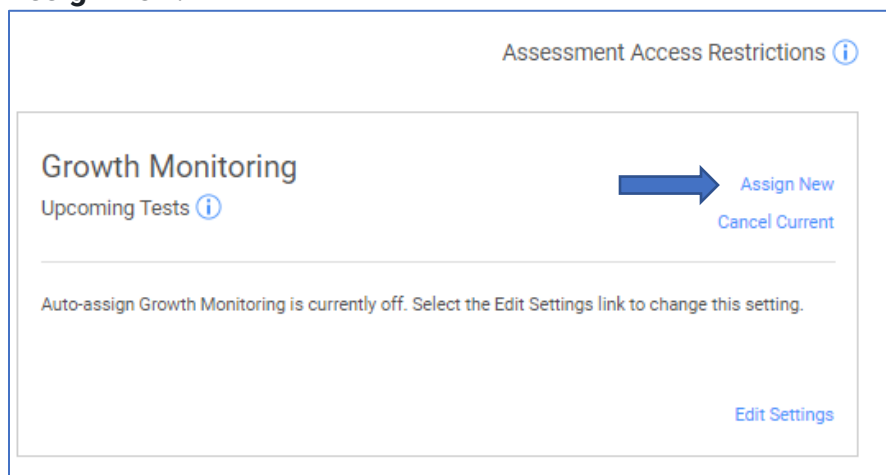 Assessment Access Restrictions
Growth Monitoring
Assign New
Upcoming Tests
Cancel Current
Auto-assign Growth Monitoring is currently off. Select the Edit Settings link to change this setting.
Edit Settings